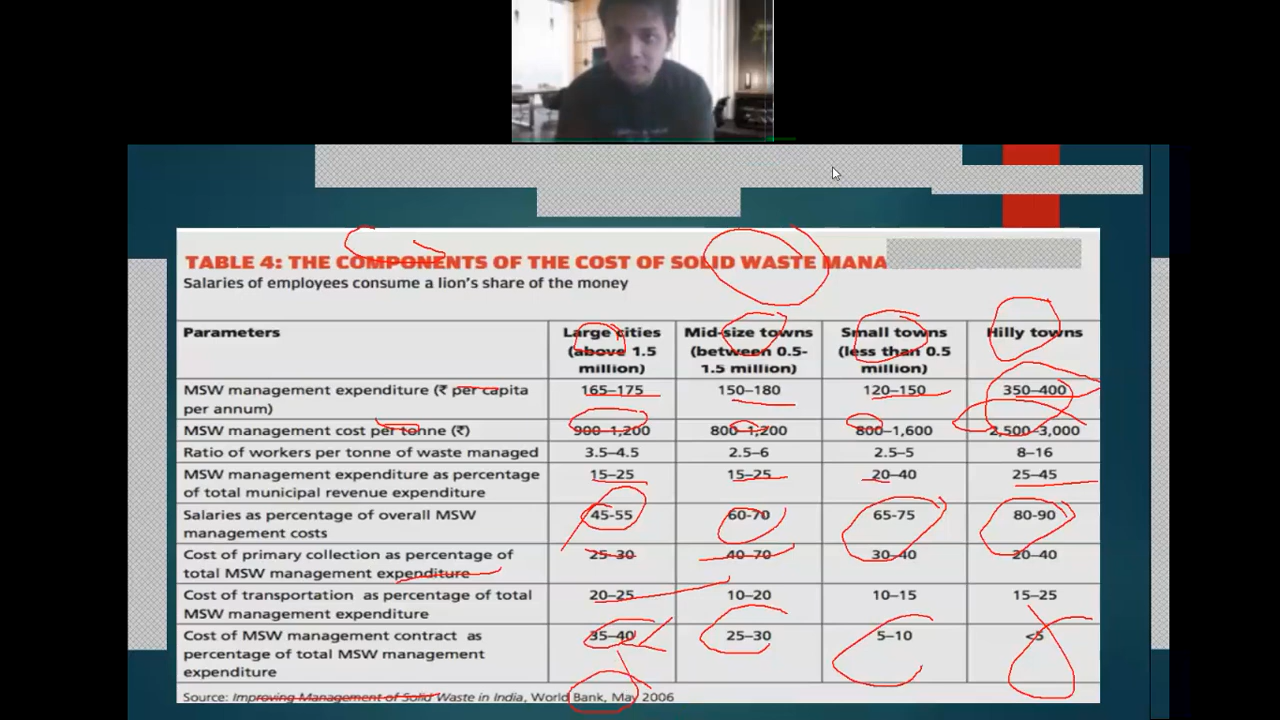 TABLE 4: THE COMPONENTS OF THE COST OF SOLID WASTE MANA
Salaries of employees consume a lion's share of the money
Parameters Large cities (above 1.5 million) Mid-size towns (between 0.5-1.5 million) Small towns (less than 0.5 million) Hilly towns
MSW management expenditure (₹ per capita per annum) 165–175 150–180 120–150 350–400
MSW management cost per tonne (₹) 900–1,200 800–1,200 800–1,600 2,500–3,000
Ratio of workers per tonne of waste managed 3.5–4.5 2.5–6 2.5–5 8–16
MSW management expenditure as percentage of total municipal revenue expenditure 15–25 15–25 20–40 25–45
Salaries as percentage of overall MSW management costs 45-55 60-70 65-75 80-90
Cost of primary collection as percentage of total MSW management expenditure 25-30 40-70 30-40 20-40
Cost of transportation as percentage of total MSW management expenditure 20–25 10–20 10–15 15–25
Cost of MSW management contract as percentage of total MSW management expenditure 35–40 25–30 5–10 <5
Source: Improving Management of Solid Waste in India, World Bank, May 2006